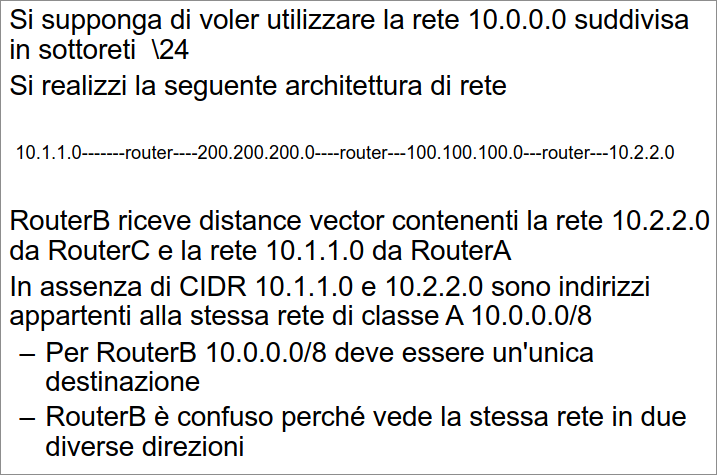 Si supponga di voler utilizzare la rete 10.0.0.0 suddivisa
in sottoreti  \24
Si realizzi la seguente architettura di rete
10.1.1.0-------router----200.200.200.0----router---100.100.100.0---router---10.2.2.0
RouterB riceve distance vector contenenti la rete 10.2.2.0
da RouterC e la rete 10.1.1.0 da RouterA
In assenza di CIDR 10.1.1.0 e 10.2.2.0 sono indirizzi
appartenti alla stessa rete di classe A 10.0.0.0/8
– Per RouterB 10.0.0.0/8 deve essere un'unica
destinazione
– RouterB è confuso perché vede la stessa rete in due
diverse direzioni